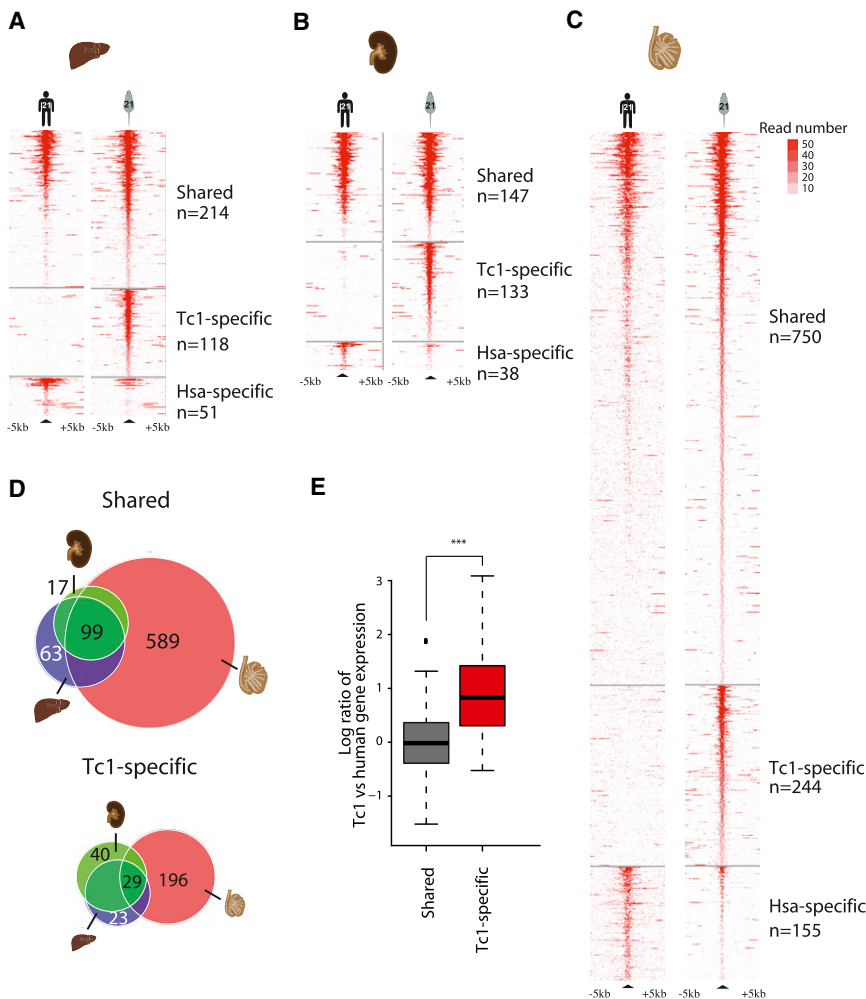 A
21
21
Shared
n=214
Tc1-specific
n=118
Hsa-specific
n=51
-5kb
+5kb
-5kb
+5kb
B
21
21
Shared
n=147
Tc1-specific
n=133
Hsa-specific
n=38
-5kb
+5kb
-5kb
+5kb
C
21
21
Read number
50
40
30
20
10
Shared
n=750
Tc1-specific
n=244
Hsa-specific
n=155
-5kb
+5kb
-5kb
+5kb
D
Shared
17
99
589
63
Tc1-specific
40
29
196
23
E
***
Log ratio of
Tc1 vs human gene expression
3
2
1
0
−1
Shared
Tc1-specific